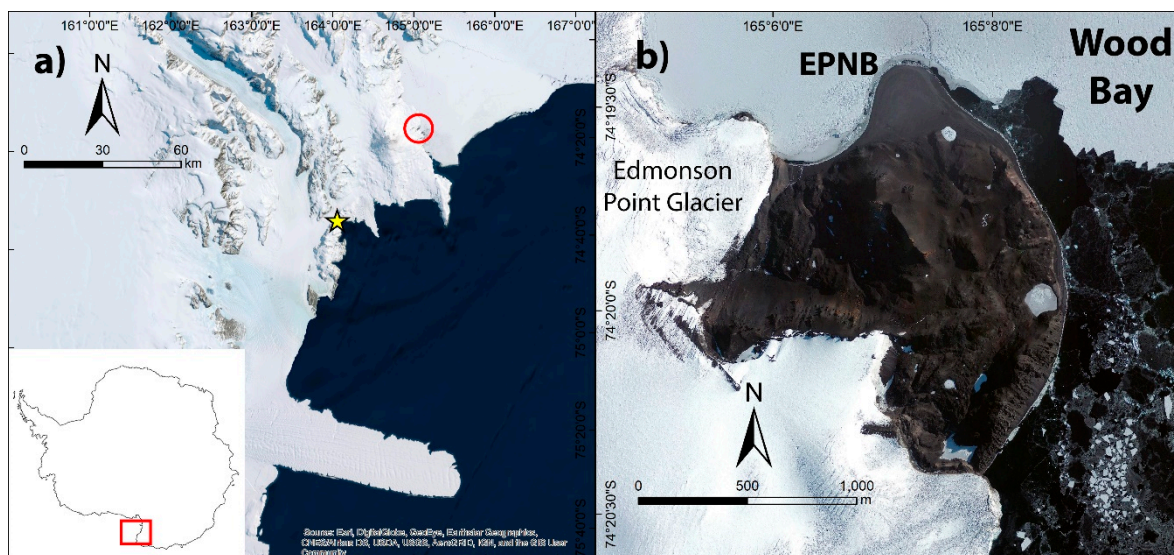 161°0'0"E 162°0'0"E 163°0'0"E 164°0'0"E 165°0'0"E 166°0'0"E 167°0'
a)
N
0 30 60
km
74°20'0"S
74°40'0"S
75°0'0"S
75°20'0"S
75°40'0"S
Source: Esri, DigitalGlobe, GeoEye, Earthstar Geographics,
CNES/Airbus DS, USDA, USGS, AeroGRID, IGN, and the GIS User
Community
165°6'0"E 165°8'0"E
b)
EPNB
Wood
Bay
74°19'30"S
Edmonson
Point Glacier
74°20'0"S
N
0 500 1,000
m
74°20'30"S